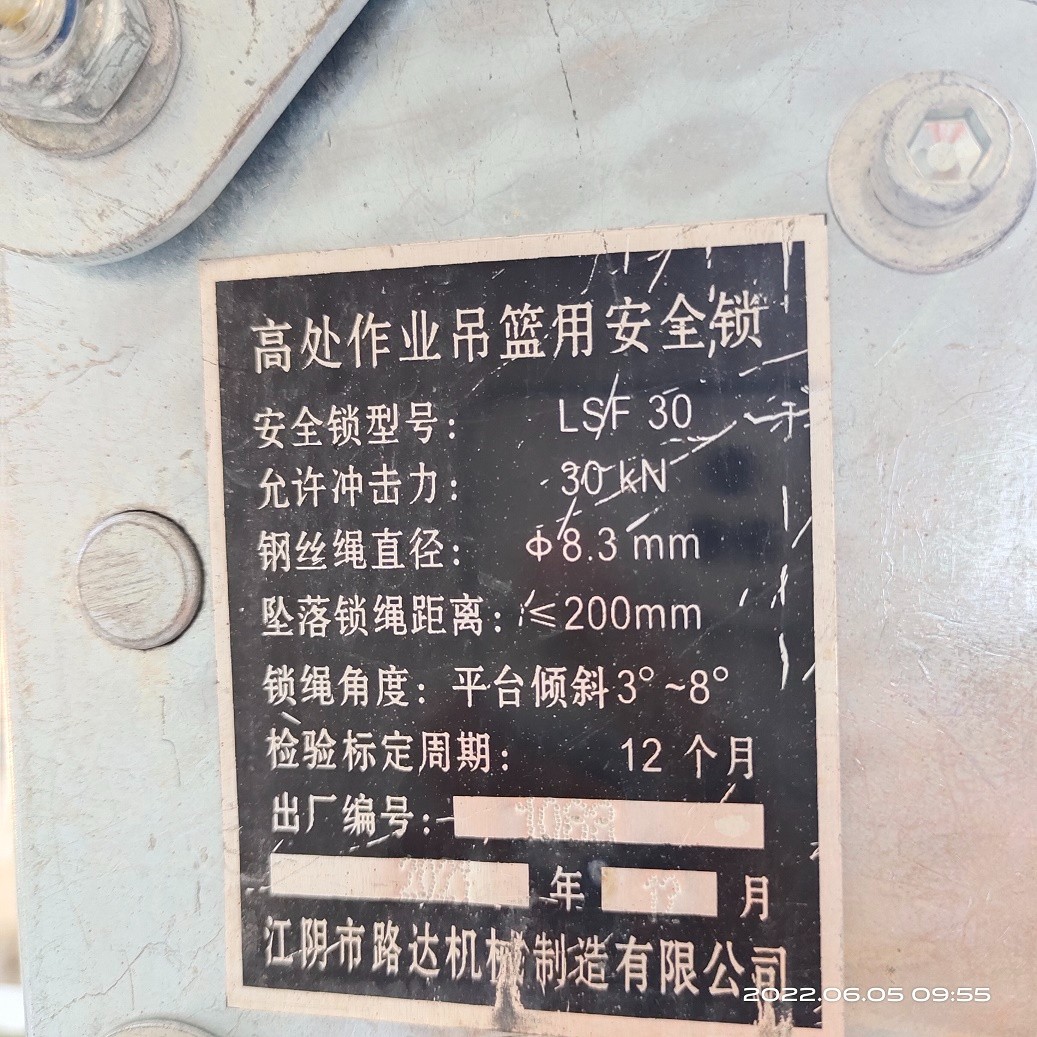 高处作业吊篮用安全锁
安全锁型号: LSF 30
允许冲击力: 30 kN
钢丝绳直径: Φ8.3 mm
坠落锁绳距离: ≤200mm
锁绳角度: 平台倾斜3°~8°
检验标定周期: 12 个月
出厂编号:
2021 年 12 月
江阴市路达机械制造有限公司
2022.06.05 09:55